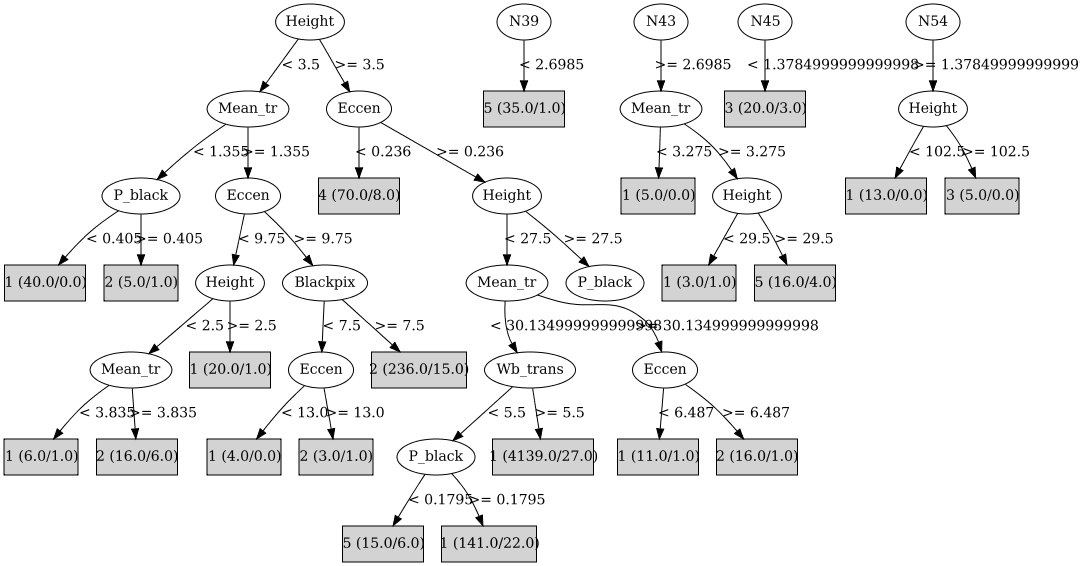 Height N39 N43 N45 N54
< 3.5 >= 3.5 < 2.6985 >= 2.6985 < 1.3784999999999998 >= 1.37849999999999
Mean_tr Eccen 5 (35.0/1.0) Mean_tr 3 (20.0/3.0) Height
< 1.355 >= 1.355 < 0.236 >= 0.236 < 3.275 >= 3.275 < 102.5 >= 102.5
P_black Eccen 4 (70.0/8.0) Height 1 (5.0/0.0) Height 1 (13.0/0.0) 3 (5.0/0.0)
< 0.405 >= 0.405 < 9.75 >= 9.75 < 27.5 >= 27.5 < 29.5 >= 29.5
1 (40.0/0.0) 2 (5.0/1.0) Height Blackpix Mean_tr P_black 1 (3.0/1.0) 5 (16.0/4.0)
< 2.5 >= 2.5 < 7.5 >= 7.5 < 30.134999999999998 >= 30.134999999999998
Mean_tr 1 (20.0/1.0) Eccen 2 (236.0/15.0) Wb_trans Eccen
< 3.835 >= 3.835 < 13.0 >= 13.0 < 5.5 >= 5.5 < 6.487 >= 6.487
1 (6.0/1.0) 2 (16.0/6.0) 1 (4.0/0.0) 2 (3.0/1.0) P_black 1 (4139.0/27.0) 1 (11.0/1.0) 2 (16.0/1.0)
< 0.1795 >= 0.1795
5 (15.0/6.0) 1 (141.0/22.0)